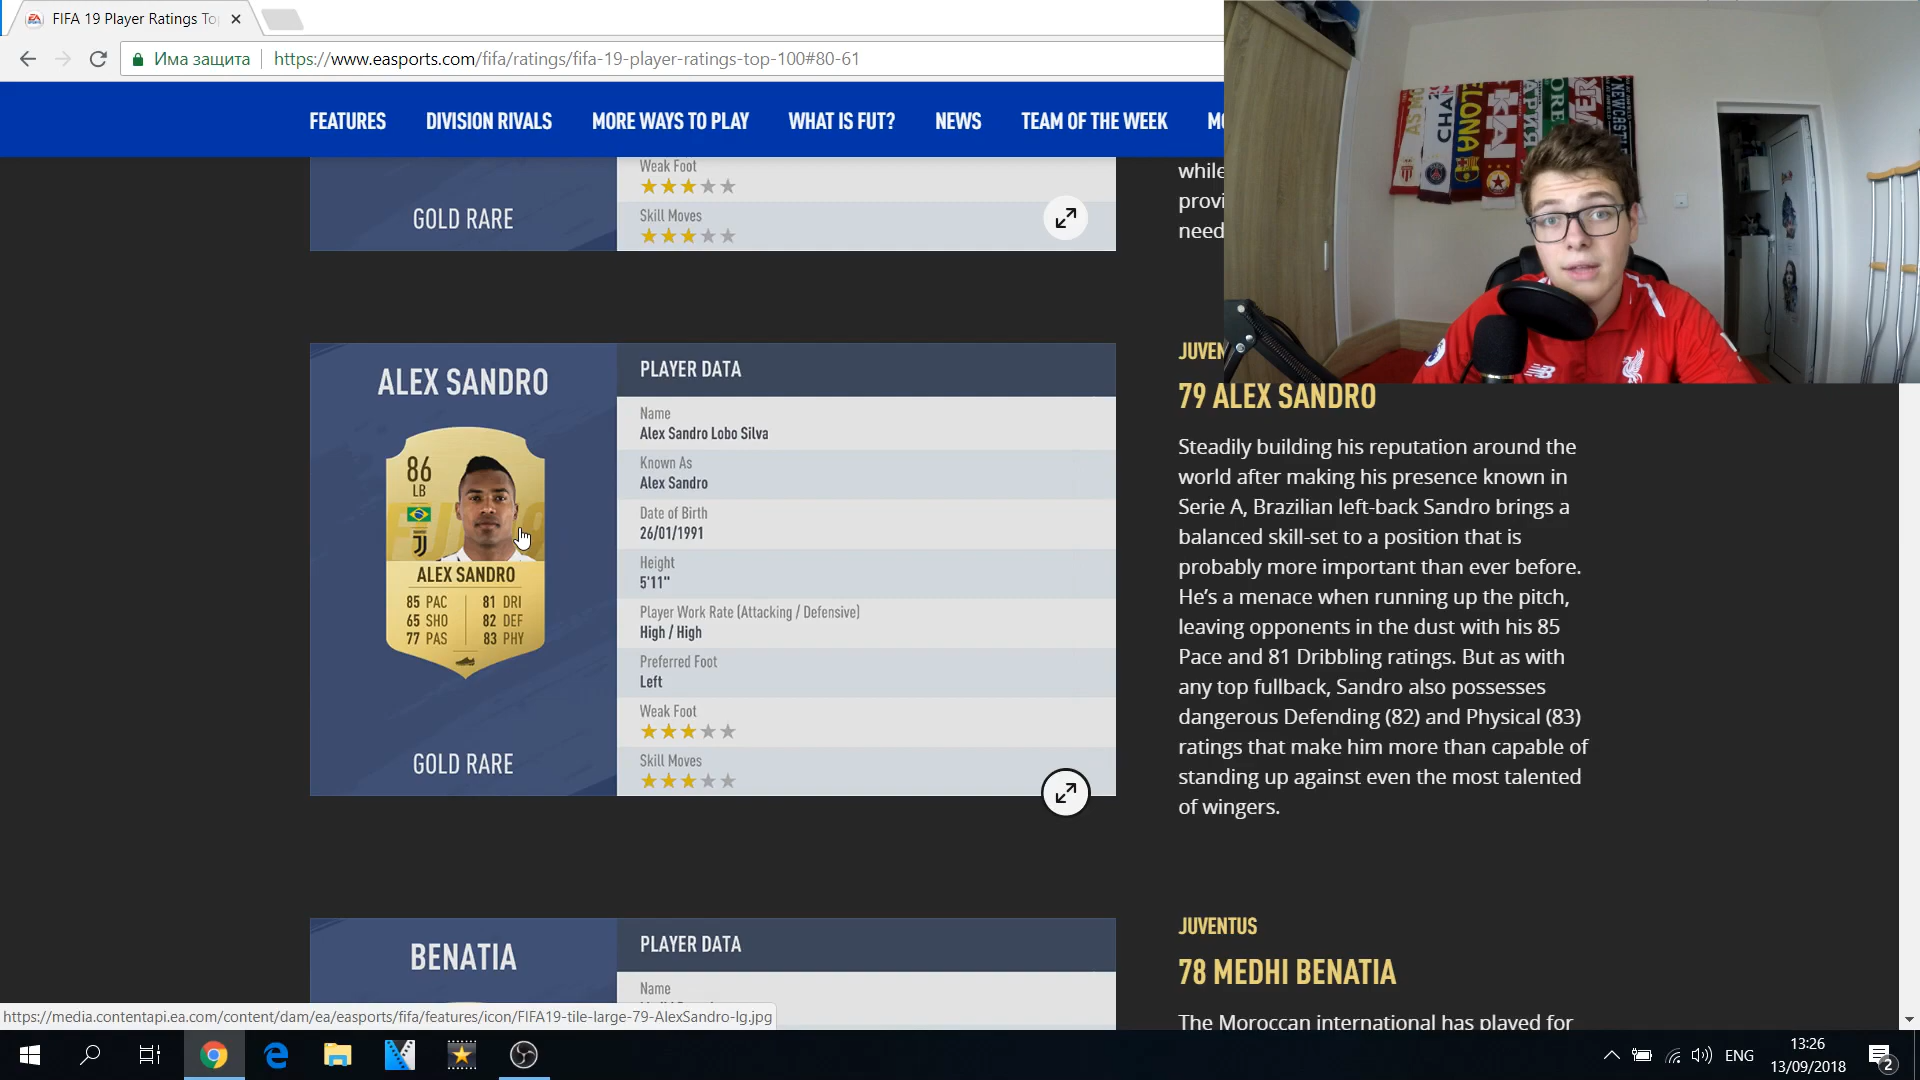 FIFA 19 Player Ratings To
Има защита
https://www.easports.com/fifa/ratings/fifa-19-player-ratings-top-100#80-61
FEATURES
DIVISION RIVALS
MORE WAYS TO PLAY
WHAT IS FUT?
NEWS
TEAM OF THE WEEK
Weak Foot
GOLD RARE
Skill Moves
while
provi
need
CHA
ELONA
NEWCASTLE
ALEX SANDRO
86
LB
ALEX SANDRO
85 PAC 81 DRI
65 SHO 82 DEF
77 PAS 83 PHY
GOLD RARE
PLAYER DATA
Name
Alex Sandro Lobo Silva
Known As
Alex Sandro
Date of Birth
26/01/1991
Height
5'11"
Player Work Rate (Attacking / Defensive)
High / High
Preferred Foot
Left
Weak Foot
Skill Moves
JUVEN
79 ALEX SANDRO
Steadily building his reputation around the
world after making his presence known in
Serie A, Brazilian left-back Sandro brings a
balanced skill-set to a position that is
probably more important than ever before.
He’s a menace when running up the pitch,
leaving opponents in the dust with his 85
Pace and 81 Dribbling ratings. But as with
any top fullback, Sandro also possesses
dangerous Defending (82) and Physical (83)
ratings that make him more than capable of
standing up against even the most talented
of wingers.
BENATIA
PLAYER DATA
Name
JUVENTUS
78 MEDHI BENATIA
The Moroccan international has played for
https://media.contentapi.ea.com/content/dam/ea/easports/fifa/features/icon/FIFA19-tile-large-79-AlexSandro-lg.jpg
ENG
13:26
13/09/2018
2